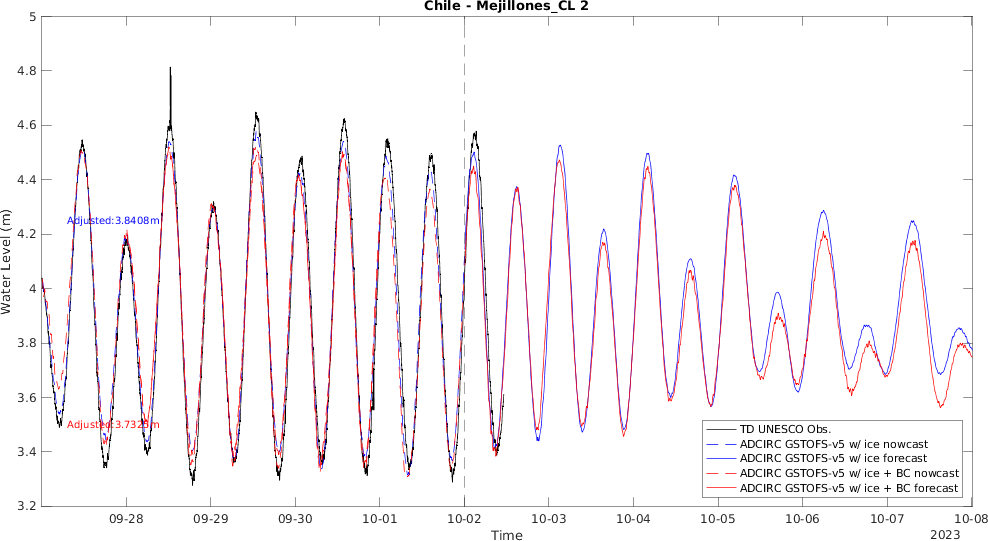 Chile - Mejillones_CL 2
5
4.8
4.6
4.4
4.2
4
3.8
3.6
3.4
3.2
Water Level (m)
Adjusted:3.8408m
TD UNESCO Obs.
ADCIRC GSTOFS-v5 w/ ice nowcast
ADCIRC GSTOFS-v5 w/ ice forecast
ADCIRC GSTOFS-v5 w/ ice + BC nowcast
ADCIRC GSTOFS-v5 w/ ice + BC forecast
09-28 09-29 09-30 10-01 10-02 10-03 10-04 10-05 10-06 10-07 10-08
Time
2023